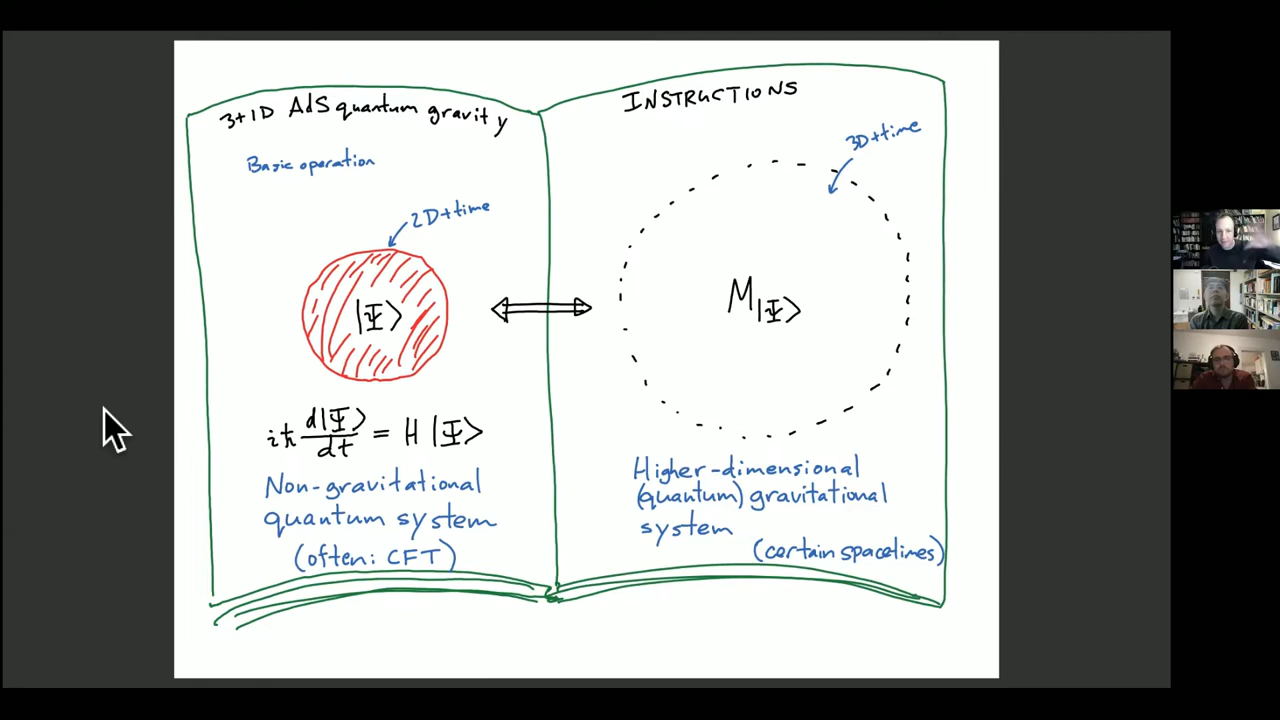 3+1D AdS quantum gravity
Basic operation
2D+time
|Ψ⟩
iħ d|Ψ⟩/dt = H|Ψ⟩
Non-gravitational
quantum system
(often: CFT)
INSTRUCTIONS
3D+time
M|Ψ⟩
Higher-dimensional
(quantum) gravitational
system
(certain spacetimes)